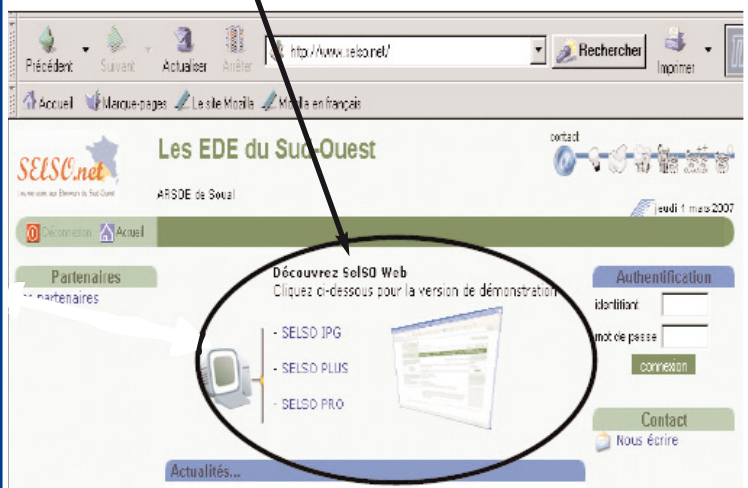 Précédent Suivant Actualiser Arrêter http://www.selso.net/ Rechercher Imprimer
Accueil Marque-pages Le site Mozilla Mozilla en français
SELSO.net
Les EDE du Sud-Ouest
contact
ARSOE de Soual
jeudi 1 mars 2007
Déconnexion Accueil
Partenaires
partenaires
Découvrez SelSO Web
Cliquez ci-dessous pour la version de démonstration
- SELSO IPG
- SELSO PLUS
- SELSO PRO
Authentification
identifiant
mot de passe
connexion
Contact
Nous écrire
Actualités...